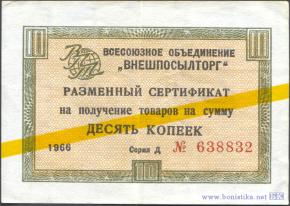 ВСЕСОЮЗНОЕ ОБЪЕДИНЕНИЕ
„ВНЕШПОСЫЛТОРГ"
РАЗМЕННЫЙ СЕРТИФИКАТ
на получение товаров на сумму
ДЕСЯТЬ КОПЕЕК
1966 Серия Д № 638832
10
www.bonistika.net